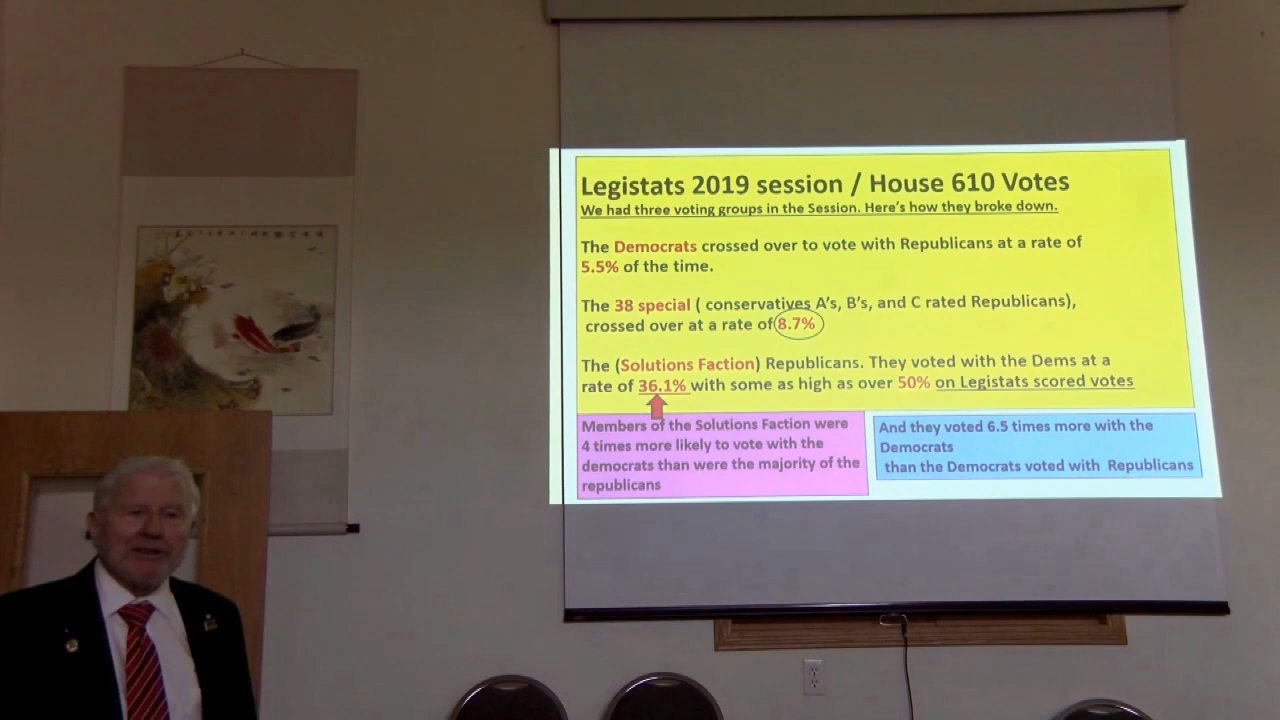 Legistats 2019 session / House 610 Votes
We had three voting groups in the Session. Here's how they broke down.
The Democrats crossed over to vote with Republicans at a rate of
5.5% of the time.
The 38 special ( conservatives A's, B's, and C rated Republicans),
crossed over at a rate of 8.7%
The (Solutions Faction) Republicans. They voted with the Dems at a
rate of 36.1% with some as high as over 50% on Legistats scored votes
Members of the Solutions Faction were
4 times more likely to vote with the
democrats than were the majority of the
republicans
And they voted 6.5 times more with the
Democrats
than the Democrats voted with Republicans